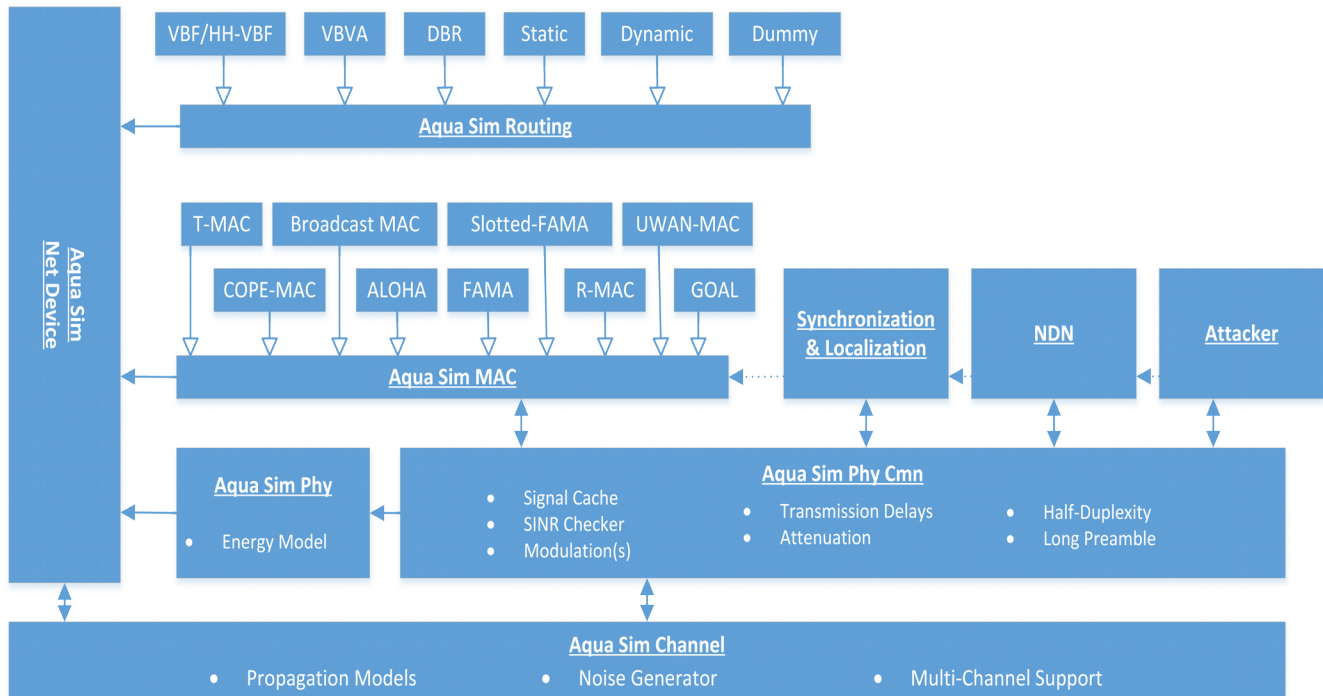 VBF/HH-VBF
VBVA
DBR
Static
Dynamic
Dummy
Aqua Sim Routing
Aqua Sim
Net Device
T-MAC
Broadcast MAC
Slotted-FAMA
UWAN-MAC
COPE-MAC
ALOHA
FAMA
R-MAC
GOAL
Aqua Sim MAC
Synchronization
& Localization
NDN
Attacker
Aqua Sim Phy
• Energy Model
Aqua Sim Phy Cmn
• Signal Cache
• SINR Checker
• Modulation(s)
• Transmission Delays
• Attenuation
• Half-Duplexity
• Long Preamble
Aqua Sim Channel
• Propagation Models
• Noise Generator
• Multi-Channel Support